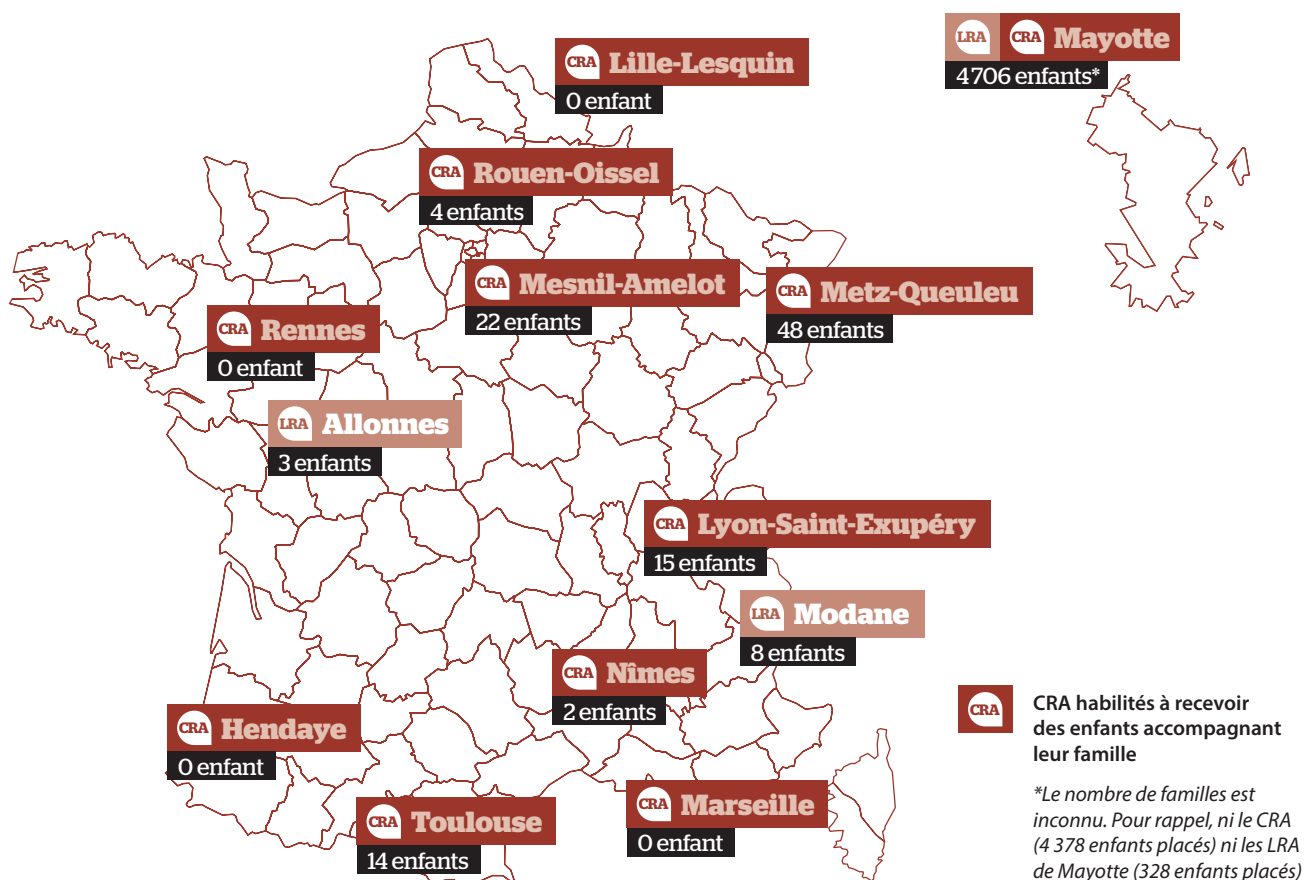 LRA CRA Mayotte
4 706 enfants*
CRA Lille-Lesquin
0 enfant
CRA Rouen-Oissel
4 enfants
CRA Mesnil-Amelot
22 enfants
CRA Metz-Queuleu
48 enfants
CRA Rennes
0 enfant
LRA Allonnes
3 enfants
CRA Lyon-Saint-Exupéry
15 enfants
LRA Modane
8 enfants
CRA Nîmes
2 enfants
CRA Hendaye
0 enfant
CRA Marseille
0 enfant
CRA Toulouse
14 enfants
CRA CRA habilités à recevoir
des enfants accompagnant
leur famille
*Le nombre de familles est
inconnu. Pour rappel, ni le CRA
(4 378 enfants placés) ni les LRA
de Mayotte (328 enfants placés)